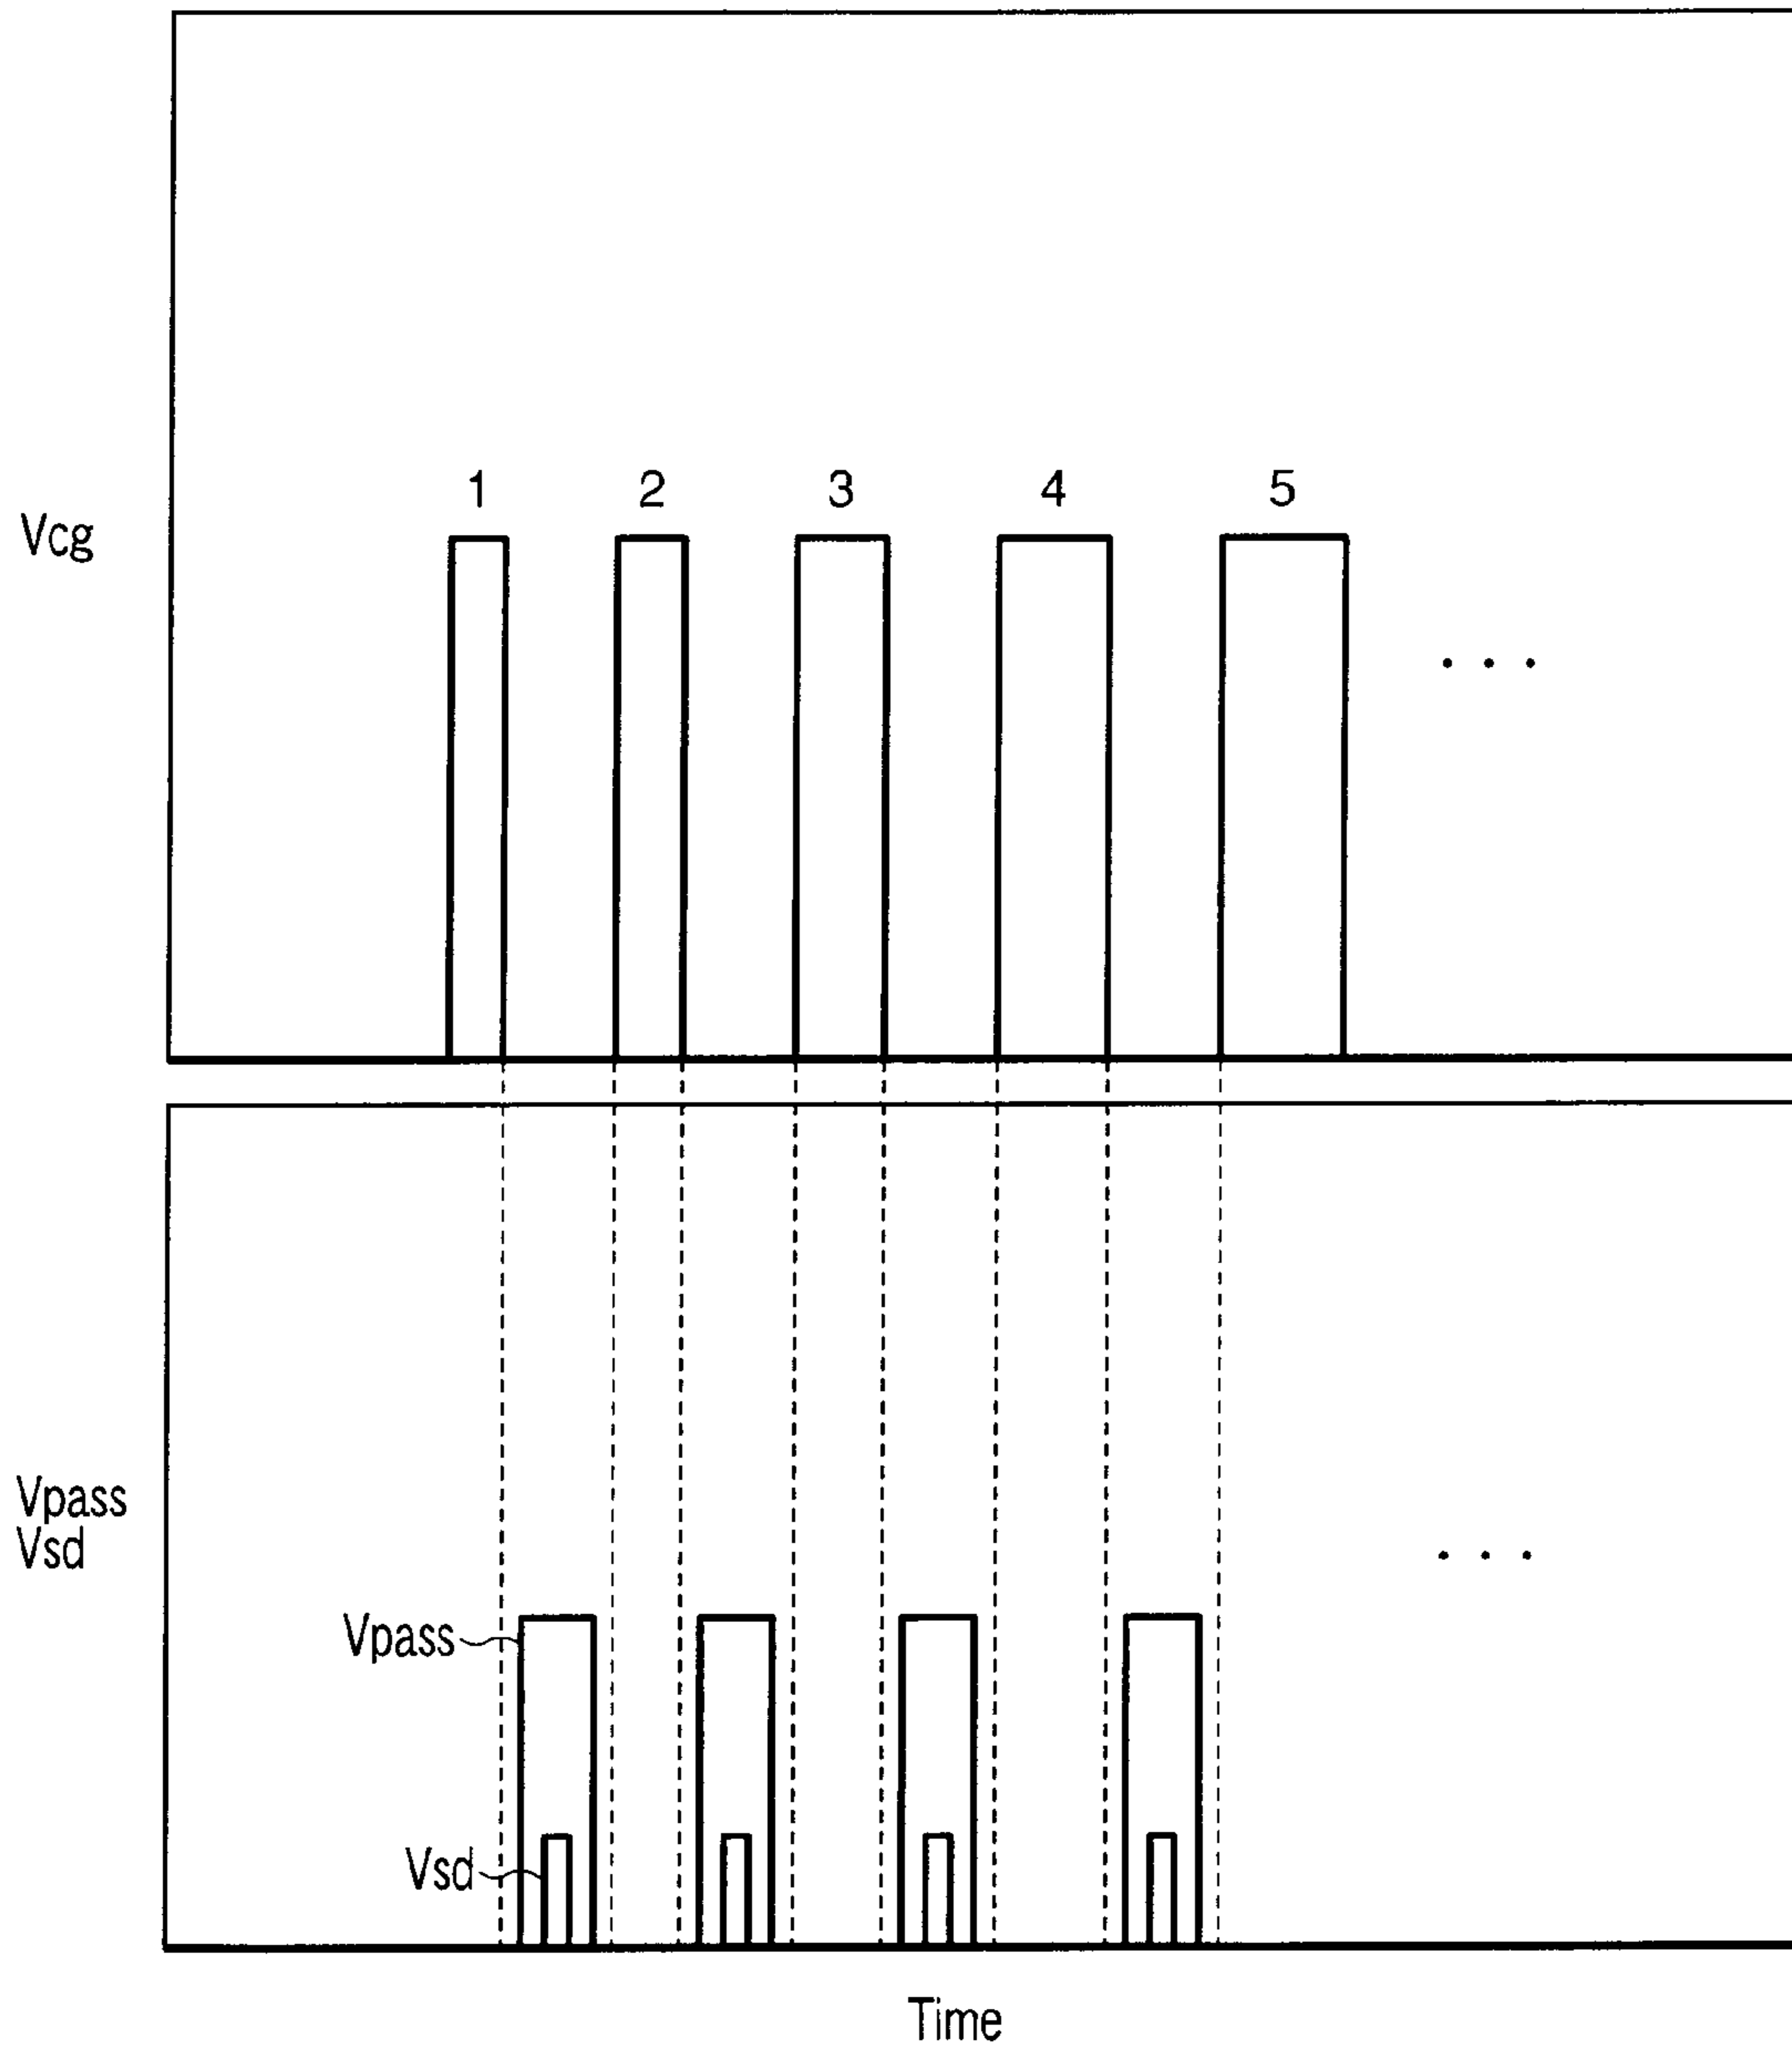 1 2 3 4 5
Vcg
. . .
Vpass
Vsd
. . .
Vpass
Vsd
Time